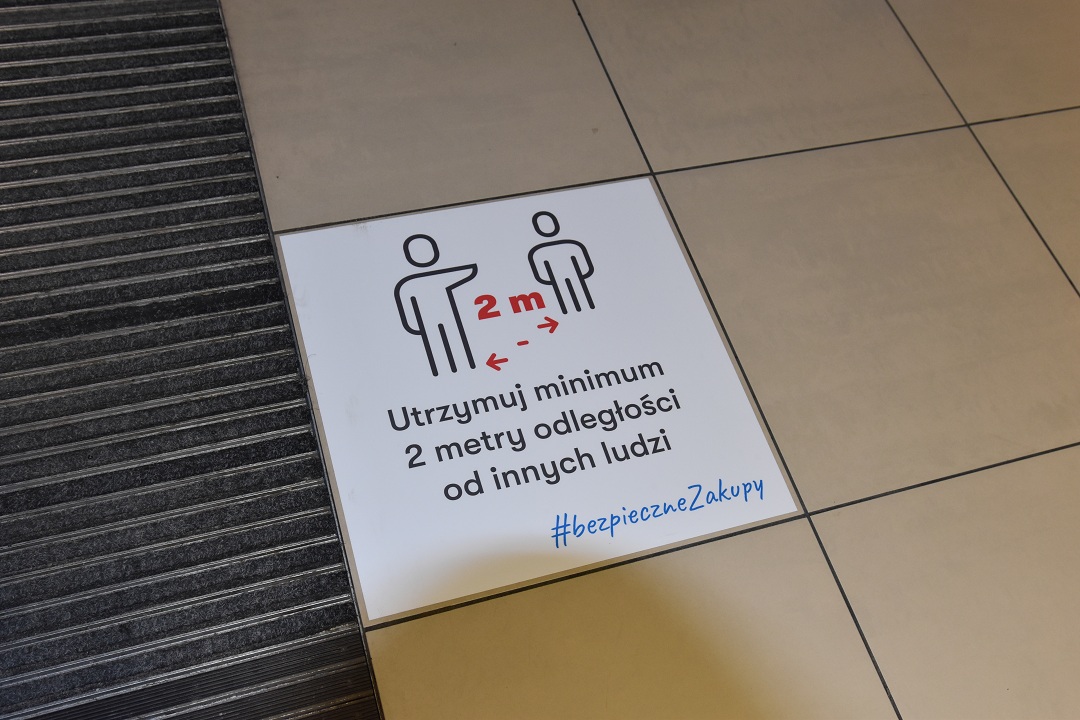 2 m
Utrzymuj minimum
2 metry odległości
od innych ludzi
#bezpieczneZakupy